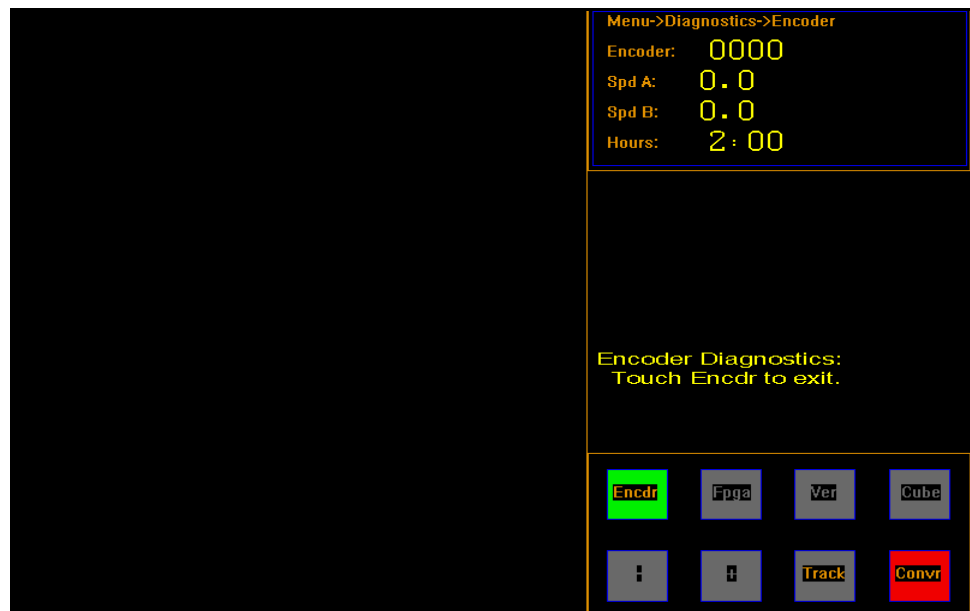 Menu->Diagnostics->Encoder
Encoder: 0000
Spd A: 0.0
Spd B: 0.0
Hours: 2:00
Encoder Diagnostics:
Touch Encdr to exit.
Encdr Fpga Ver Cube
- + Track Convr